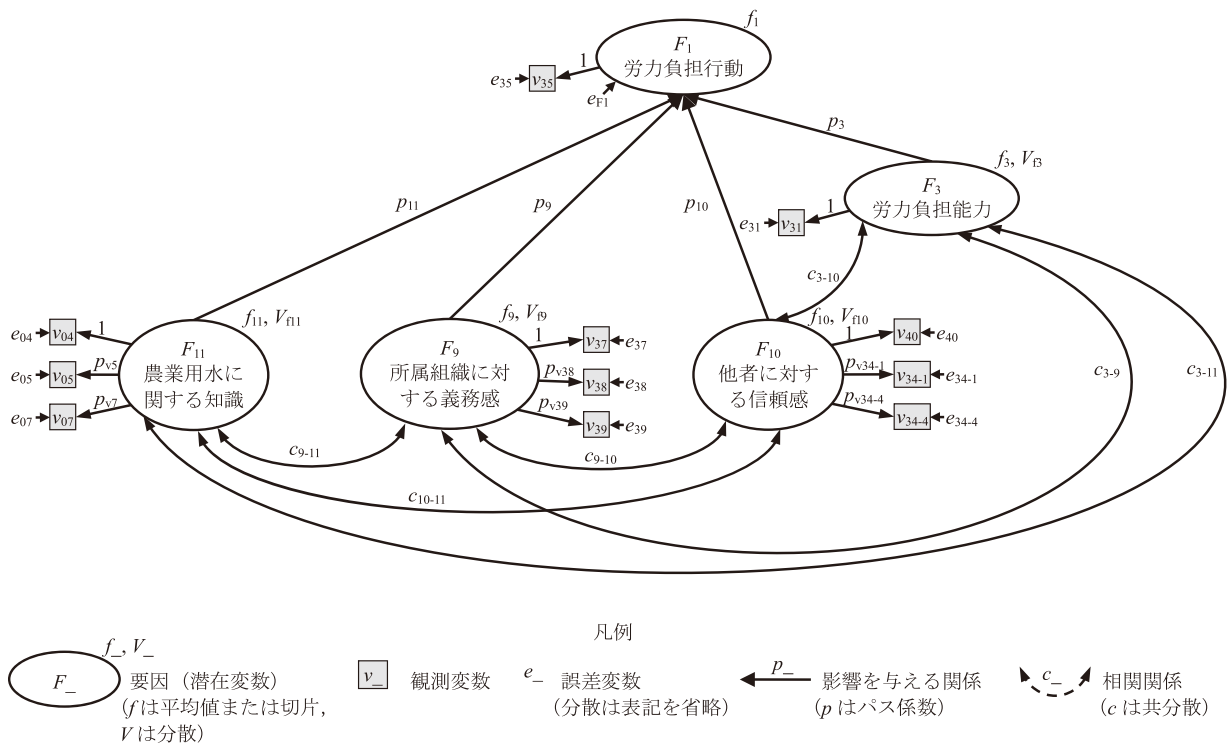 f1
F1
労力負担行動
1
e35
v35
eF1
p3
f3, Vf3
F3
労力負担能力
1
e31
v31
p11
p9
p10
c3-10
f11, Vf11
F11
農業用水に
関する知識
e04
v04
1
e05
v05
pv5
e07
v07
pv7
f9, Vf9
F9
所属組織に対
する義務感
1
v37
e37
pv38
v38
e38
pv39
v39
e39
f10, Vf10
F10
他者に対す
る信頼感
1
v40
e40
pv34-1
v34-1
e34-1
pv34-4
v34-4
e34-4
c3-9
c3-11
c9-11
c9-10
c10-11
凡例
f_, V_
F_
要因（潜在変数）
（fは平均値または切片，
Vは分散）
v_
観測変数
e_
誤差変数
（分散は表記を省略）
p_
影響を与える関係
（pはパス係数）
c_
相関関係
（cは共分散）